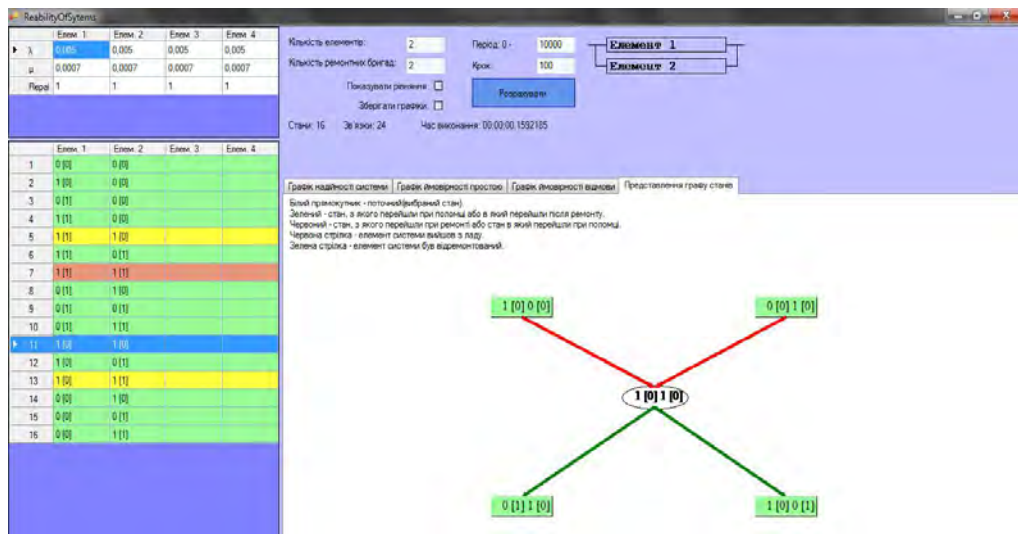 ReabilityOfSytems
Елем. 1 Елем. 2 Елем. 3 Елем. 4
λ 0,005 0,005 0,005 0,005
μ 0.0007 0,0007 0,0007 0,0007
Repai 1 1 1 1
Кількість елементів: 2 Період: 0 - 10000
Кількість ремонтних бригад: 2 Крок: 100
Показувати рівняння:
Зберігати графіки:
Розрахувати
Стани: 16 Зв'язки: 24 Час виконання: 00:00:00.1592185
Елемент 1
Елемент 2
Елем. 1 Елем. 2 Елем. 3 Елем. 4
1 0 [0] 0 [0]
2 1 [0] 0 [0]
3 0 [1] 0 [0]
4 1 [1] 0 [0]
5 1 [1] 1 [0]
6 1 [1] 0 [1]
7 1 [1] 1 [1]
8 0 [1] 1 [0]
9 0 [1] 0 [1]
10 0 [1] 1 [1]
11 1 [0] 1 [0]
12 1 [0] 0 [1]
13 1 [0] 1 [1]
14 0 [0] 1 [0]
15 0 [0] 0 [1]
16 0 [0] 1 [1]
Графік надійності системи Графік ймовірності простою Графік ймовірності відмови Представлення графу станів
Білий прямокутник - поточний(вибраний стан).
Зелений - стан, з якого перейшли при поломці або в який перейшли після ремонту.
Червоний - стан, з якого перейшли при ремонті або стан в який перейшли при поломці.
Червона стрілка - елемент системи вийшов з ладу.
Зелена стрілка - елемент системи був відремонтований.
1 [0] 0 [0] 0 [0] 1 [0]
1 [0] 1 [0]
0 [1] 1 [0] 1 [0] 0 [1]